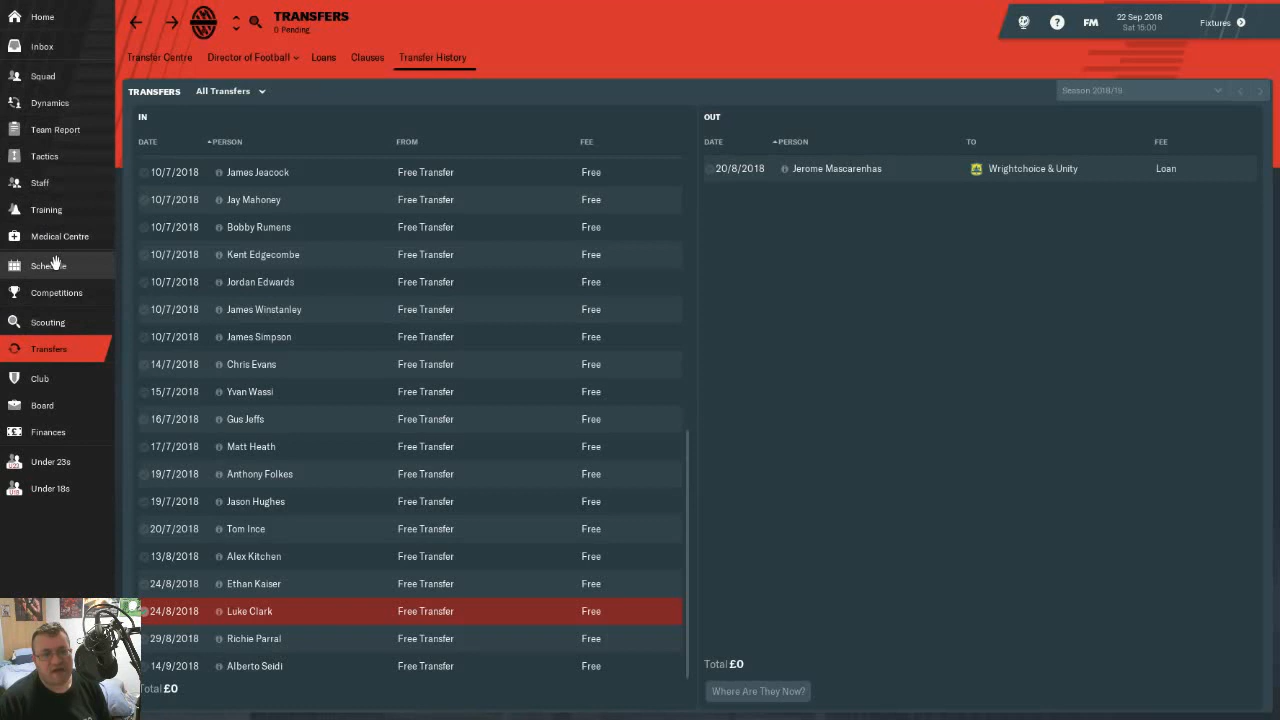 Home
Inbox
Squad
Dynamics
Team Report
Tactics
Staff
Training
Medical Centre
Competitions
Scouting
Transfers
Club
Board
Finances
U23 Under 23s
U18 Under 18s
TRANSFERS
0 Pending
22 Sep 2018
Sat 15:00
FM
Fixtures
Transfer Centre Director of Football Loans Clauses Transfer History
TRANSFERS All Transfers Season 2018/19
IN
DATE PERSON FROM FEE
10/7/2018 James Jeacock Free Transfer Free
10/7/2018 Jay Mahoney Free Transfer Free
10/7/2018 Bobby Rumens Free Transfer Free
10/7/2018 Kent Edgecombe Free Transfer Free
10/7/2018 Jordan Edwards Free Transfer Free
10/7/2018 James Winstanley Free Transfer Free
10/7/2018 James Simpson Free Transfer Free
14/7/2018 Chris Evans Free Transfer Free
15/7/2018 Yvan Wassi Free Transfer Free
16/7/2018 Gus Jeffs Free Transfer Free
17/7/2018 Matt Heath Free Transfer Free
19/7/2018 Anthony Folkes Free Transfer Free
19/7/2018 Jason Hughes Free Transfer Free
20/7/2018 Tom Ince Free Transfer Free
13/8/2018 Alex Kitchen Free Transfer Free
24/8/2018 Ethan Kaiser Free Transfer Free
24/8/2018 Luke Clark Free Transfer Free
29/8/2018 Richie Parral Free Transfer Free
14/9/2018 Alberto Seidi Free Transfer Free
Total £0
OUT
DATE PERSON TO FEE
20/8/2018 Jerome Mascarenhas Wrightchoice & Unity Loan
Total £0
Where Are They Now?